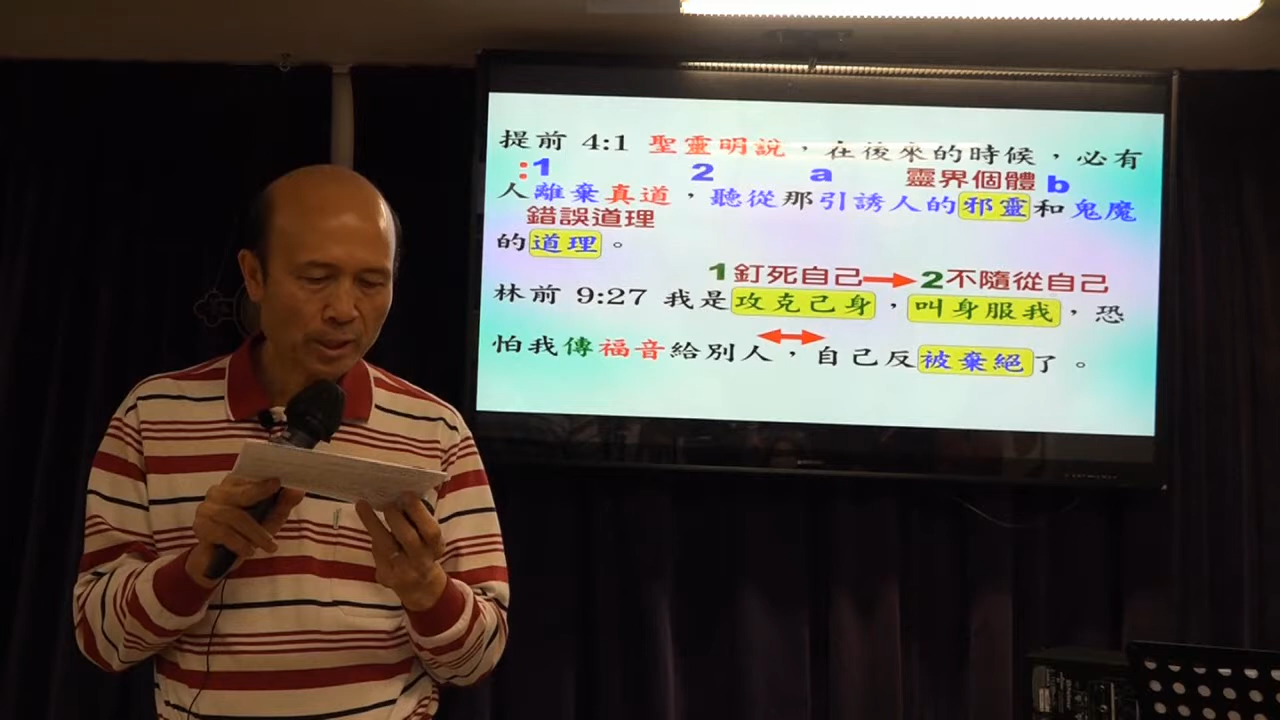 提前 4:1 聖靈明說，在後來的時候，必有
:1 2 a 靈界個體 b
人離棄真道，聽從那引誘人的邪靈和鬼魔
錯誤道理
的道理。
1釘死自己→2不隨從自己
林前 9:27 我是攻克己身，叫身服我，恐
怕我傳福音給別人，自己反被棄絕了。